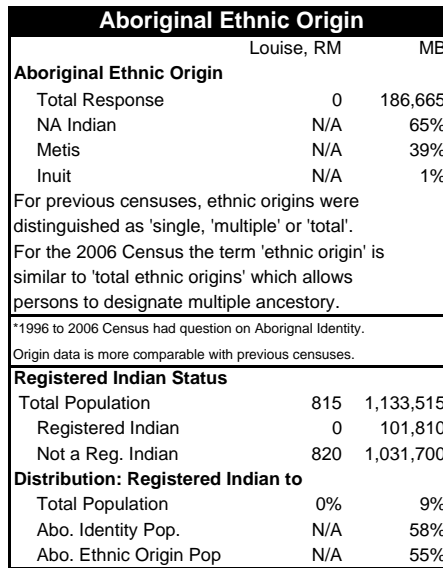 Aboriginal Ethnic Origin
Louise, RM MB
Aboriginal Ethnic Origin
Total Response 0 186,665
NA Indian N/A 65%
Metis N/A 39%
Inuit N/A 1%
For previous censuses, ethnic origins were
distinguished as 'single, 'multiple' or 'total'.
For the 2006 Census the term 'ethnic origin' is
similar to 'total ethnic origins' which allows
persons to designate multiple ancestory.
*1996 to 2006 Census had question on Aborignal Identity.
Origin data is more comparable with previous censuses.
Registered Indian Status
Total Population 815 1,133,515
Registered Indian 0 101,810
Not a Reg. Indian 820 1,031,700
Distribution: Registered Indian to
Total Population 0% 9%
Abo. Identity Pop. N/A 58%
Abo. Ethnic Origin Pop N/A 55%